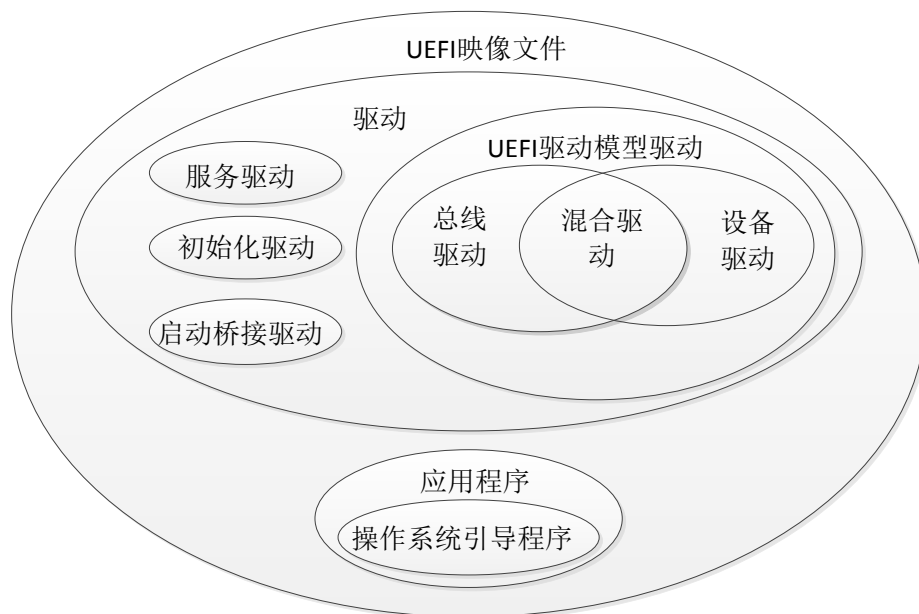 UEFI映像文件
驱动
UEFI驱动模型驱动
服务驱动
初始化驱动
启动桥接驱动
总线
驱动
混合驱
动
设备
驱动
应用程序
操作系统引导程序